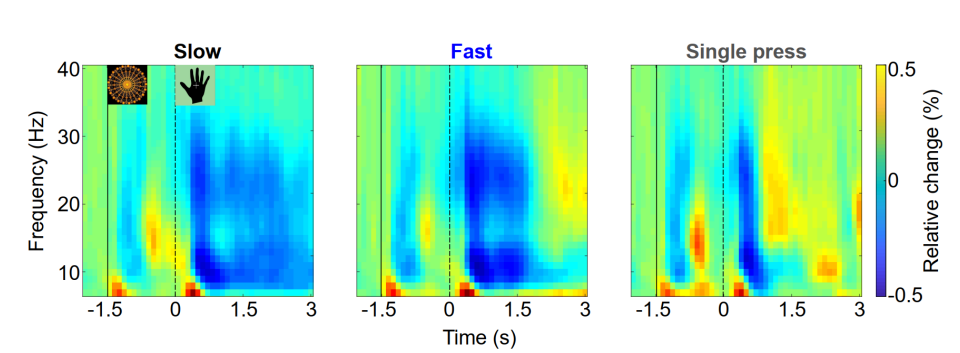 Slow Fast Single press
40
30
20
10
Frequency (Hz)
-1.5 0 1.5 3 -1.5 0 1.5 3 -1.5 0 1.5 3
Time (s)
0.5
0
-0.5
Relative change (%)